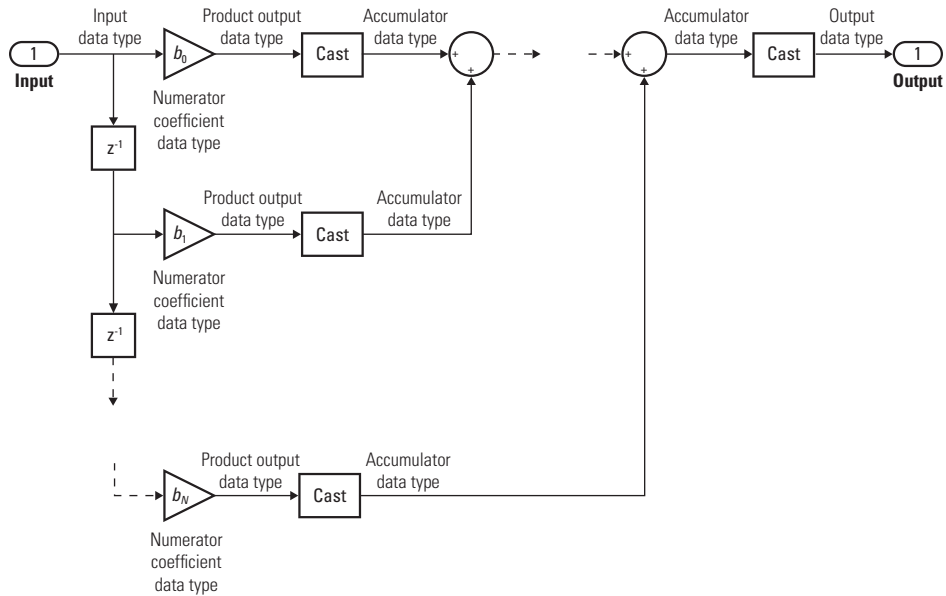 Input
data type
Product output
data type
Accumulator
data type
Accumulator
data type
Output
data type
1
Input
b0
Cast
+
+
+
+
Cast
1
Output
Numerator
coefficient
data type
z-1
Product output
data type
Accumulator
data type
b1
Cast
Numerator
coefficient
data type
z-1
Product output
data type
Accumulator
data type
bN
Cast
Numerator
coefficient
data type